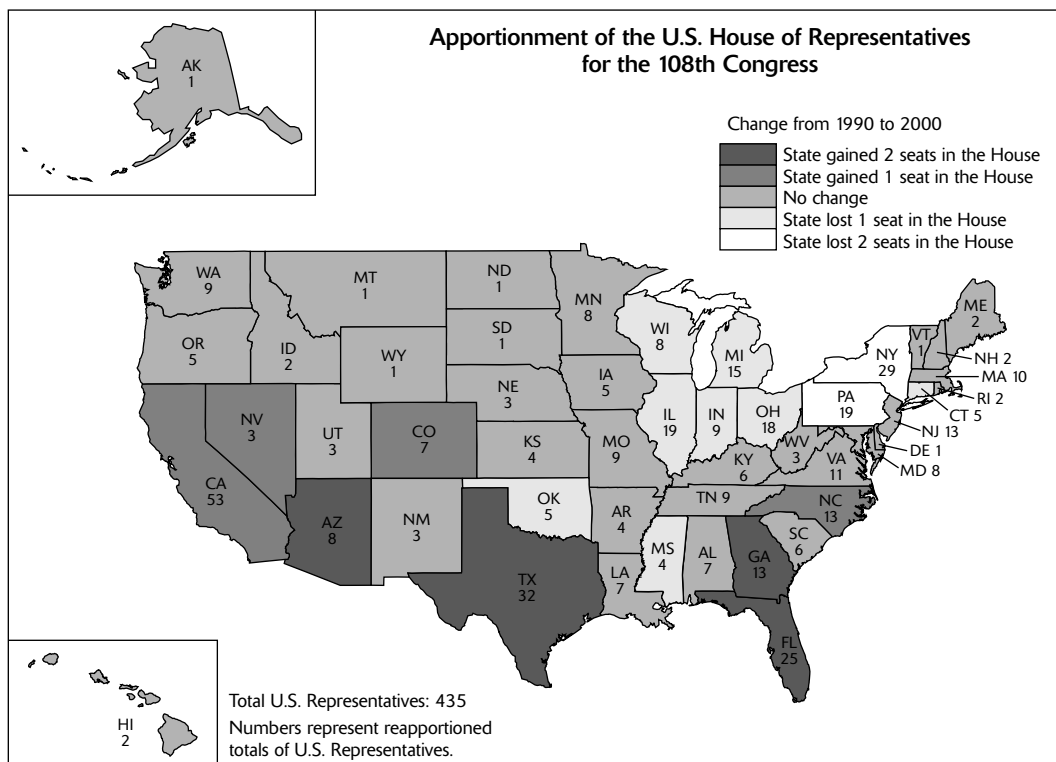 Apportionment of the U.S. House of Representatives
for the 108th Congress
Change from 1990 to 2000
State gained 2 seats in the House
State gained 1 seat in the House
No change
State lost 1 seat in the House
State lost 2 seats in the House
AK
1
WA
9
MT
1
ND
1
MN
8
OR
5
ID
2
WY
1
SD
1
WI
8
MI
15
NY
29
VT
1
ME
2
NH 2
MA 10
RI 2
CT 5
NJ 13
DE 1
MD 8
PA
19
NE
3
IA
5
IL
19
IN
9
OH
18
NV
3
UT
3
CO
7
KS
4
MO
9
KY
6
WV
3
VA
11
CA
53
AZ
8
NM
3
OK
5
AR
4
TN 9
NC
13
SC
6
TX
32
LA
7
MS
4
AL
7
GA
13
FL
25
HI
2
Total U.S. Representatives: 435
Numbers represent reapportioned
totals of U.S. Representatives.